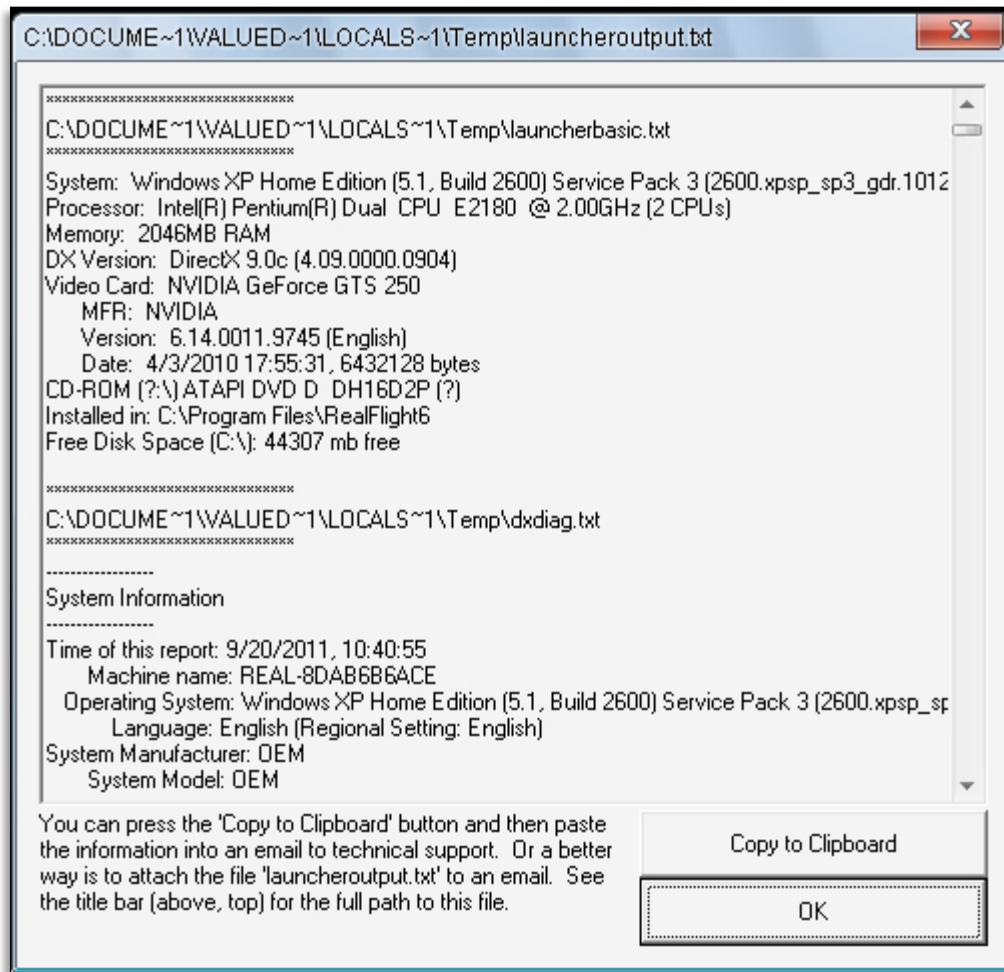 C:\DOCUME~1\VALUED~1\LOCALS~1\Temp\launcheroutput.txt
*******************************
C:\DOCUME~1\VALUED~1\LOCALS~1\Temp\launcherbasic.txt
*******************************
System:  Windows XP Home Edition (5.1, Build 2600) Service Pack 3 (2600.xpsp_sp3_gdr.1012
Processor:  Intel(R) Pentium(R) Dual  CPU  E2180  @ 2.00GHz (2 CPUs)
Memory:  2046MB RAM
DX Version:  DirectX 9.0c (4.09.0000.0904)
Video Card:  NVIDIA GeForce GTS 250
MFR:  NVIDIA
Version:  6.14.0011.9745 (English)
Date:  4/3/2010 17:55:31, 6432128 bytes
CD-ROM (?:\) ATAPI DVD D  DH16D2P (?)
Installed in: C:\Program Files\RealFlight6
Free Disk Space (C:\): 44307 mb free
*******************************
C:\DOCUME~1\VALUED~1\LOCALS~1\Temp\dxdiag.txt
*******************************
------------------
System Information
------------------
Time of this report: 9/20/2011, 10:40:55
Machine name: REAL-8DAB6B6ACE
Operating System: Windows XP Home Edition (5.1, Build 2600) Service Pack 3 (2600.xpsp_sp
Language: English (Regional Setting: English)
System Manufacturer: OEM
System Model: OEM
You can press the 'Copy to Clipboard' button and then paste
the information into an email to technical support.  Or a better
way is to attach the file 'launcheroutput.txt' to an email.  See
the title bar (above, top) for the full path to this file.
Copy to Clipboard
OK